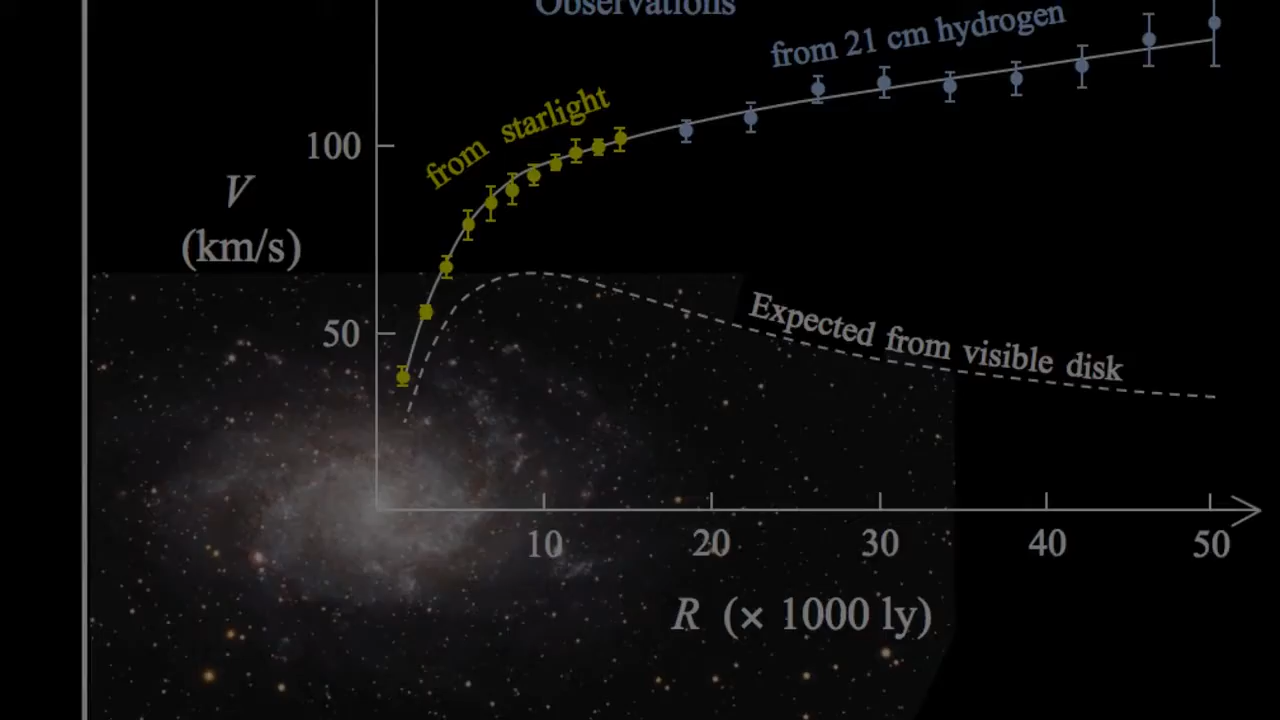 Observations
from 21 cm hydrogen
from starlight
100
V
(km/s)
50
Expected from visible disk
10 20 30 40 50
R (× 1000 ly)